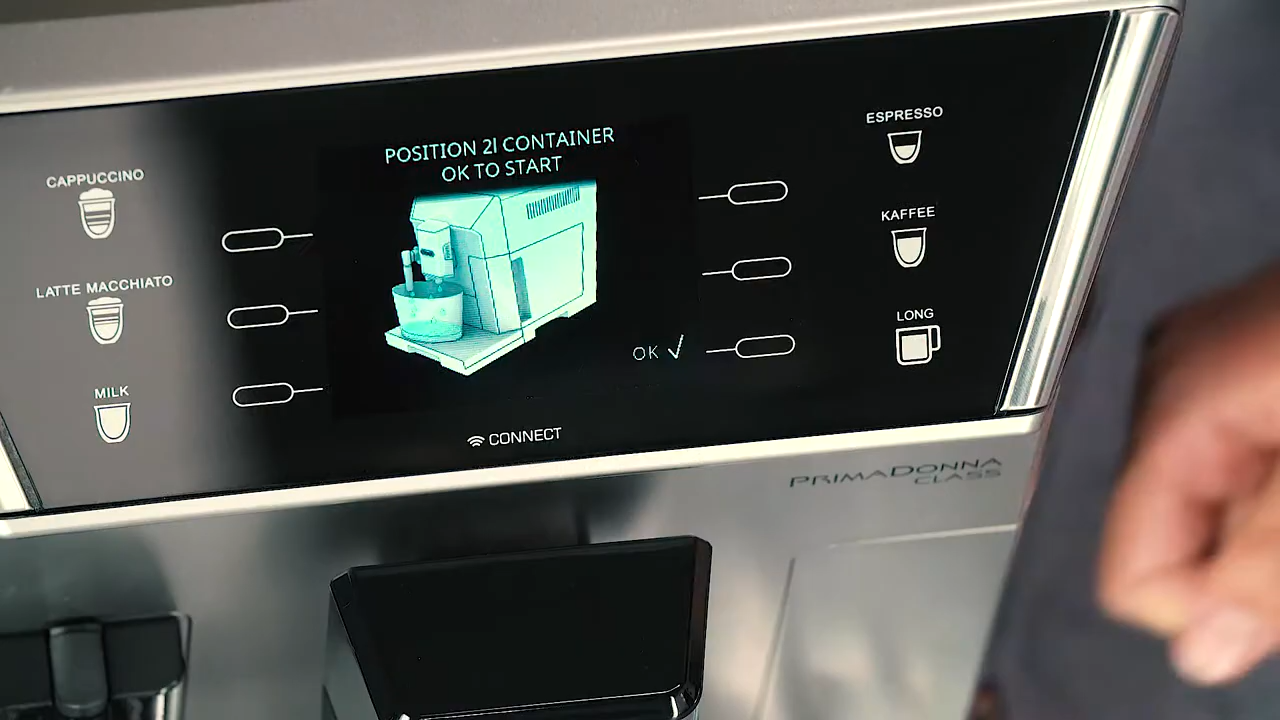 POSITION 2l CONTAINER
OK TO START
CAPPUCCINO
LATTE MACCHIATO
MILK
ESPRESSO
KAFFEE
LONG
OK
CONNECT
PRIMADONNA
CLASS